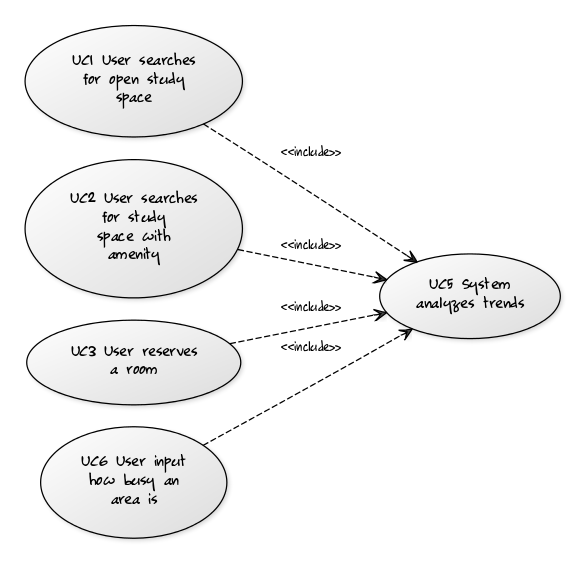 UC1 User searches
for open study
space
<<include>>
UC2 User searches
for study
space with
amenity
<<include>>
UC5 System
analyzes trends
<<include>>
UC3 User reserves
a room
<<include>>
UC6 User input
how busy an
area is